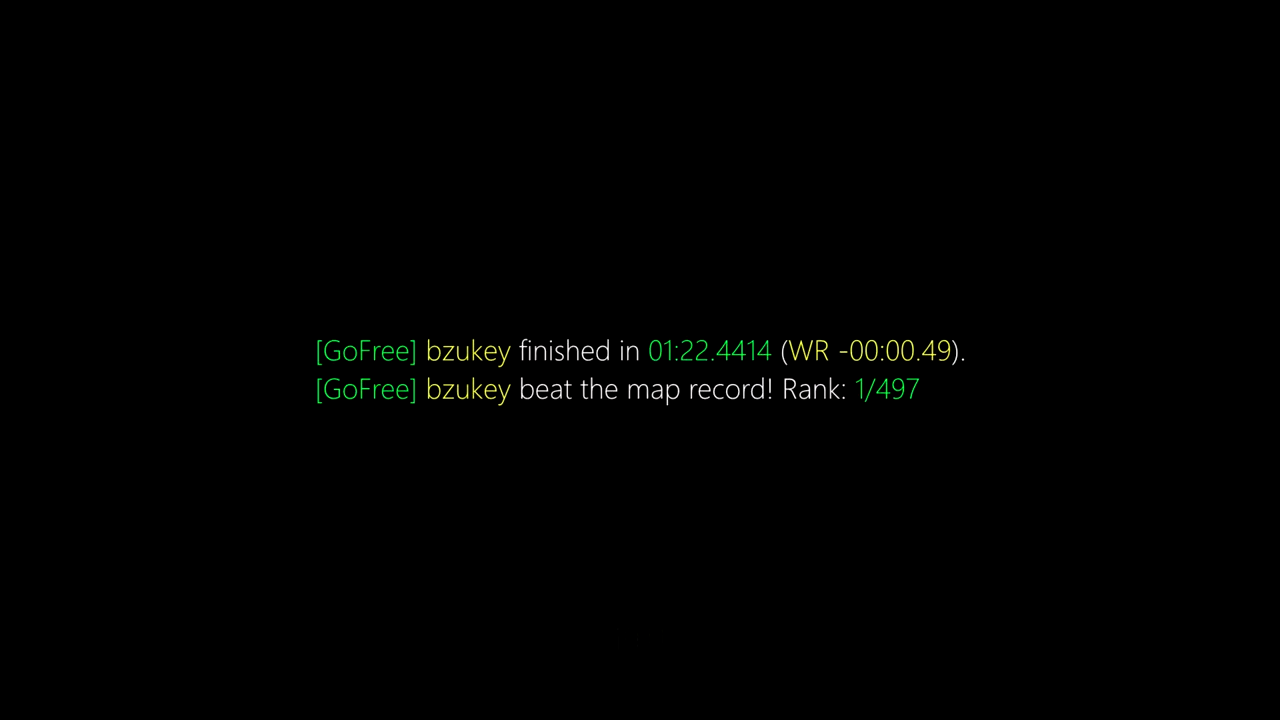 [GoFree] bzukey finished in 01:22.4414 (WR -00:00.49).
[GoFree] bzukey beat the map record! Rank: 1/497